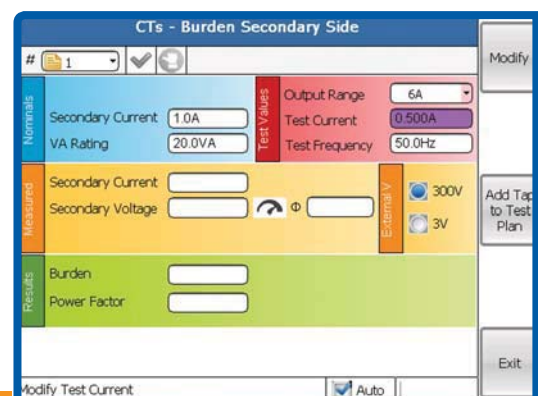 CTs - Burden Secondary Side
# 1
Modify
Nominals
Secondary Current 1.0A
VA Rating 20.0VA
Test Values
Output Range 6A
Test Current 0.500A
Test Frequency 50.0Hz
Measured
Secondary Current
Secondary Voltage Φ
External V
300V
3V
Add Tap
to Test
Plan
Results
Burden
Power Factor
Exit
Modify Test Current
Auto